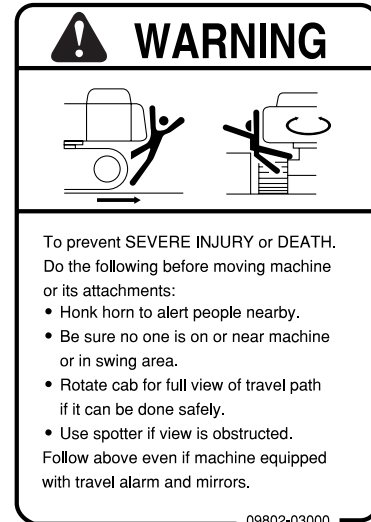 WARNING
To prevent SEVERE INJURY or DEATH.
Do the following before moving machine
or its attachments:
• Honk horn to alert people nearby.
• Be sure no one is on or near machine
or in swing area.
• Rotate cab for full view of travel path
if it can be done safely.
• Use spotter if view is obstructed.
Follow above even if machine equipped
with travel alarm and mirrors.
09802-03000